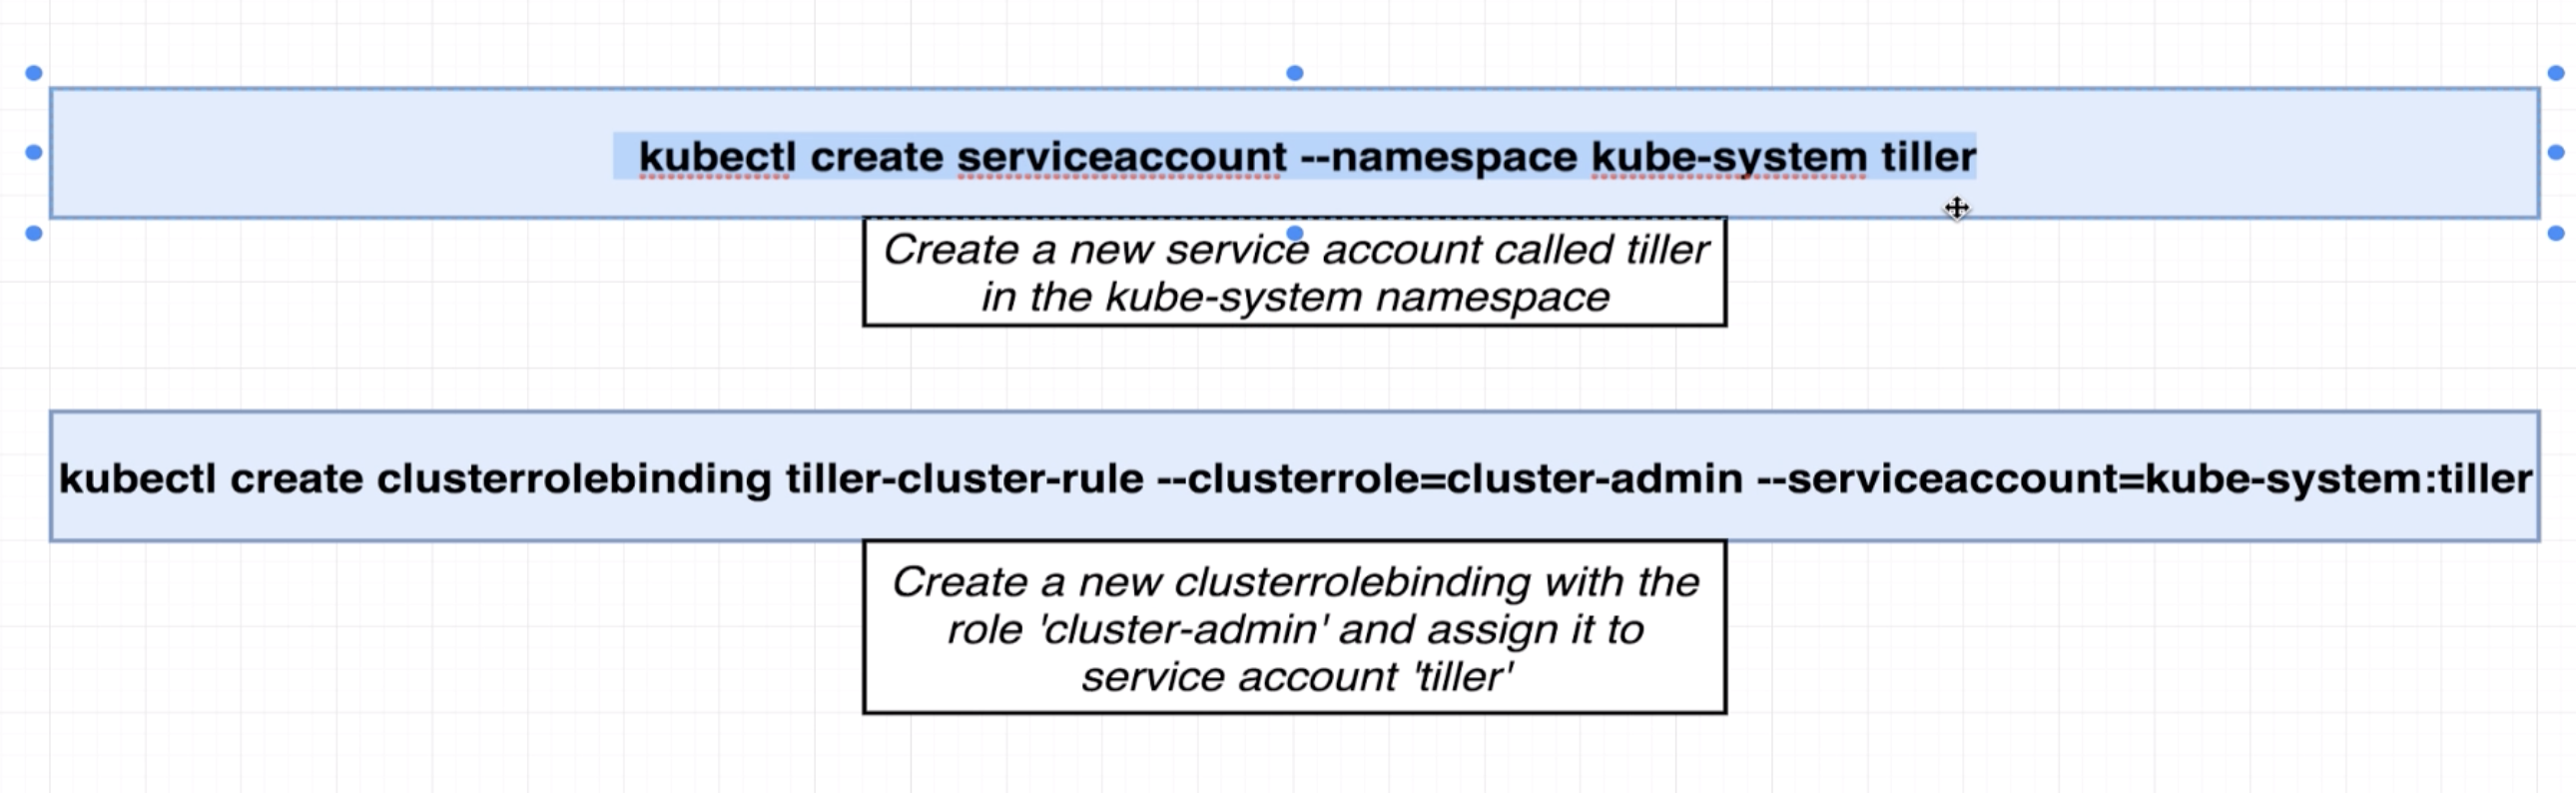 kubectl create serviceaccount --namespace kube-system tiller
Create a new service account called tiller
in the kube-system namespace
kubectl create clusterrolebinding tiller-cluster-rule --clusterrole=cluster-admin --serviceaccount=kube-system:tiller
Create a new clusterrolebinding with the
role 'cluster-admin' and assign it to
service account 'tiller'